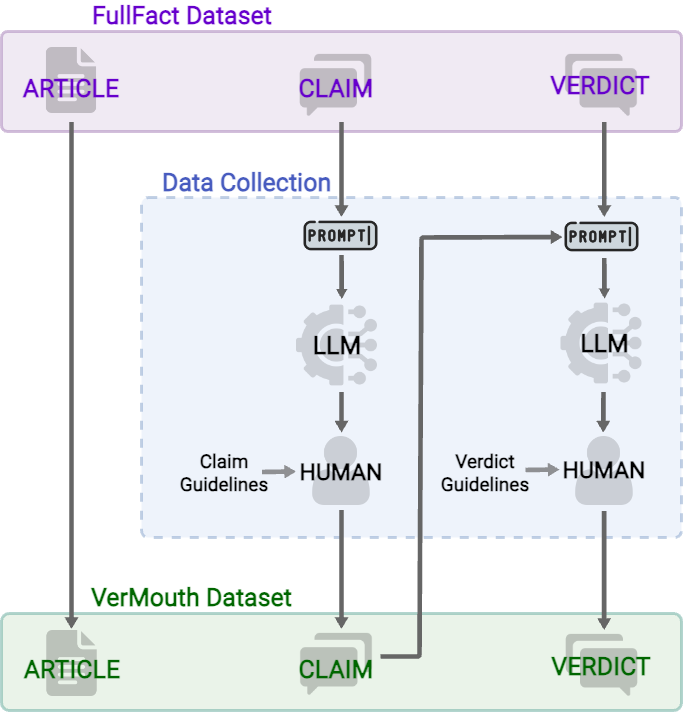 FullFact Dataset
ARTICLE
CLAIM
VERDICT
Data Collection
PROMPT
PROMPT
LLM
LLM
Claim
Guidelines
HUMAN
Verdict
Guidelines
HUMAN
VerMouth Dataset
ARTICLE
CLAIM
VERDICT